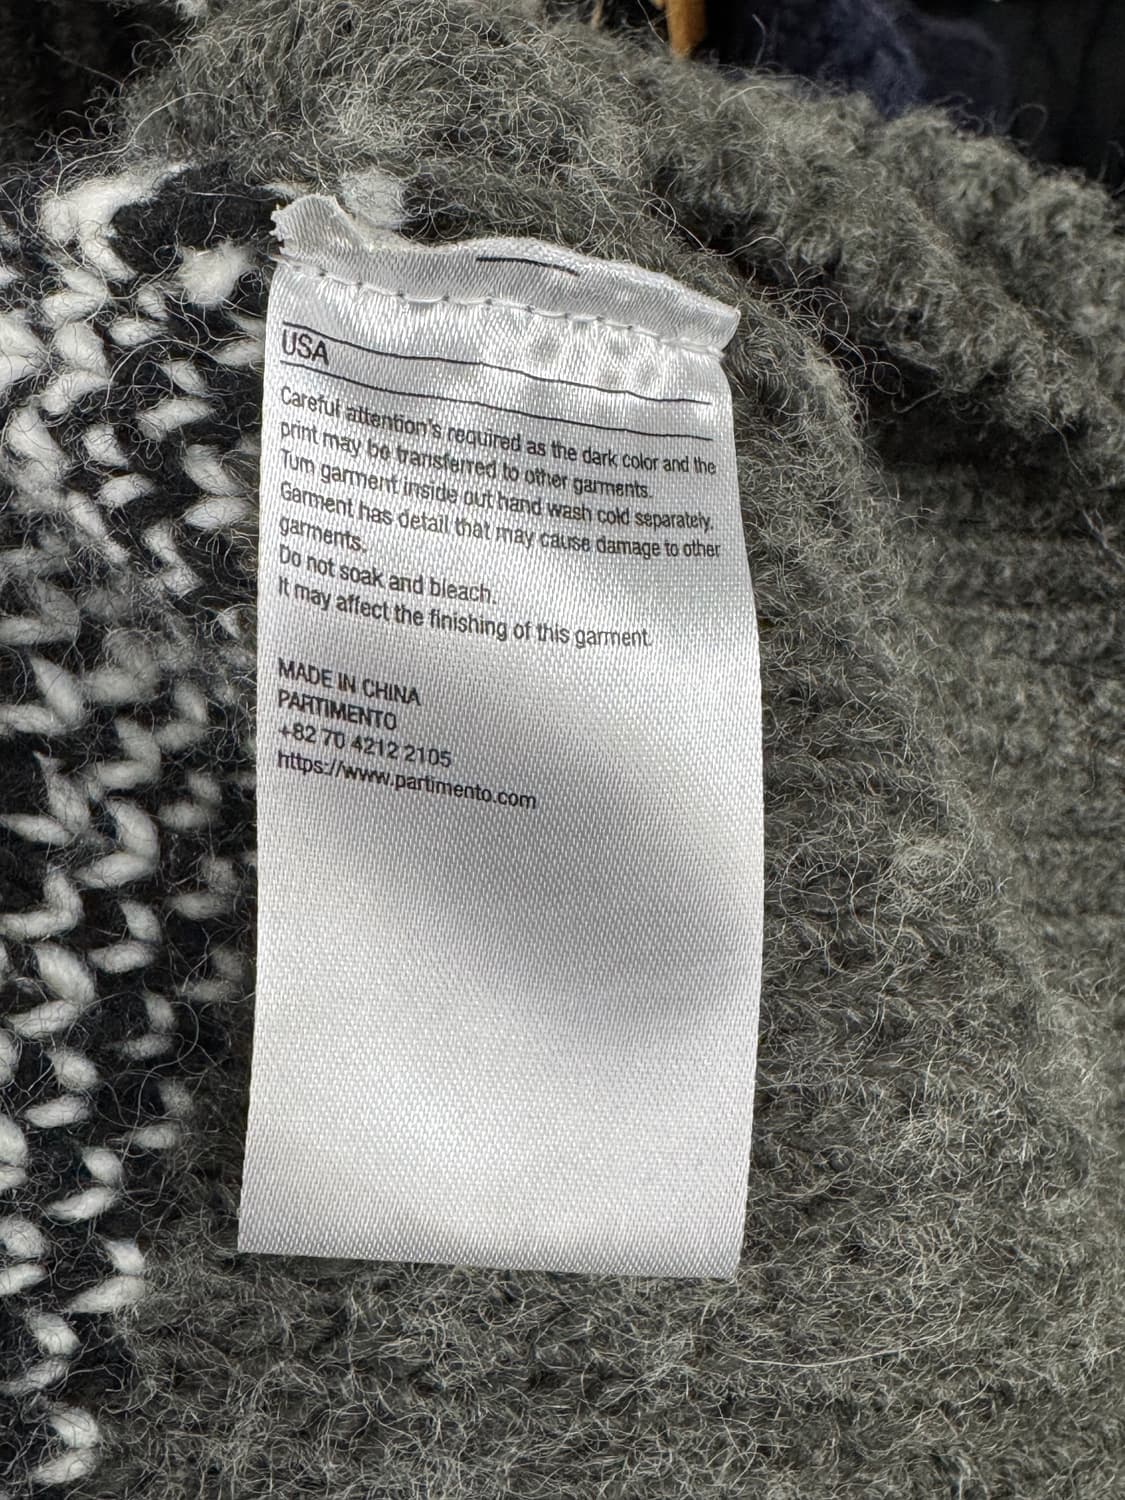 USA
Careful attention's required as the dark color and the
print may be transferred to other garments.
Turn garment inside out hand wash cold separately.
Garment has detail that may cause damage to other
garments.
Do not soak and bleach.
It may affect the finishing of this garment.
MADE IN CHINA
PARTIMENTO
+82 70 4212 2105
https://www.partimento.com